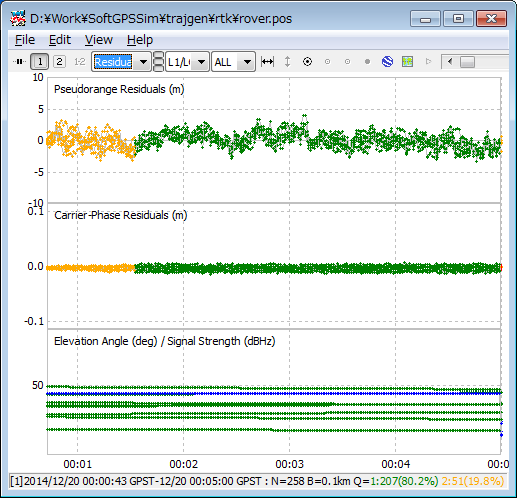 D:¥Work¥SoftGPSSim¥trajgen¥rtk¥rover.pos
File Edit View Help
1 2 1-2 Residua L1/L ALL
10
Pseudorange Residuals (m)
5
0
-5
-10
0.1
Carrier-Phase Residuals (m)
0.0
-0.1
Elevation Angle (deg) / Signal Strength (dBHz)
50
00:01 00:02 00:03 00:04 00:0
[1]2014/12/20 00:00:43 GPST-12/20 00:05:00 GPST : N=258 B=0.1km Q=1:207(80.2%) 2:51(19.8%)